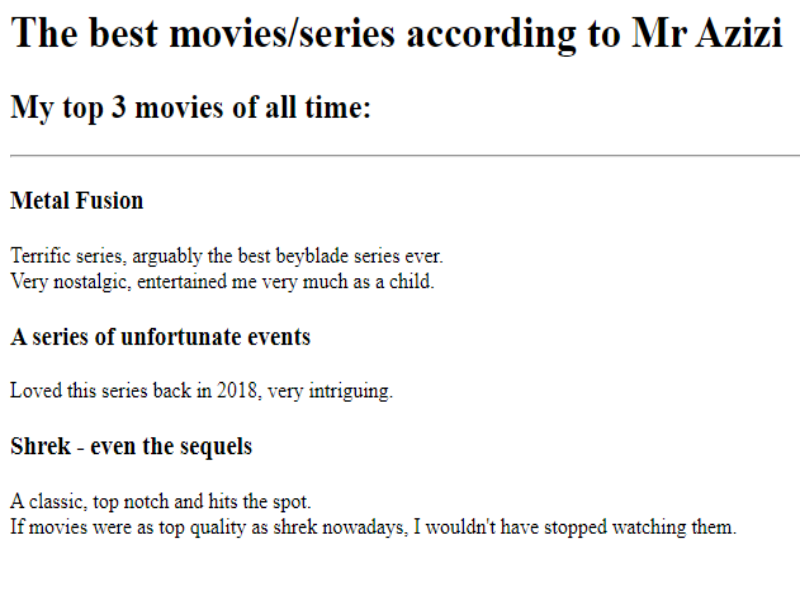 The best movies/series according to Mr Azizi
My top 3 movies of all time:
Metal Fusion
Terrific series, arguably the best beyblade series ever.
Very nostalgic, entertained me very much as a child.
A series of unfortunate events
Loved this series back in 2018, very intriguing.
Shrek - even the sequels
A classic, top notch and hits the spot.
If movies were as top quality as shrek nowadays, I wouldn't have stopped watching them.